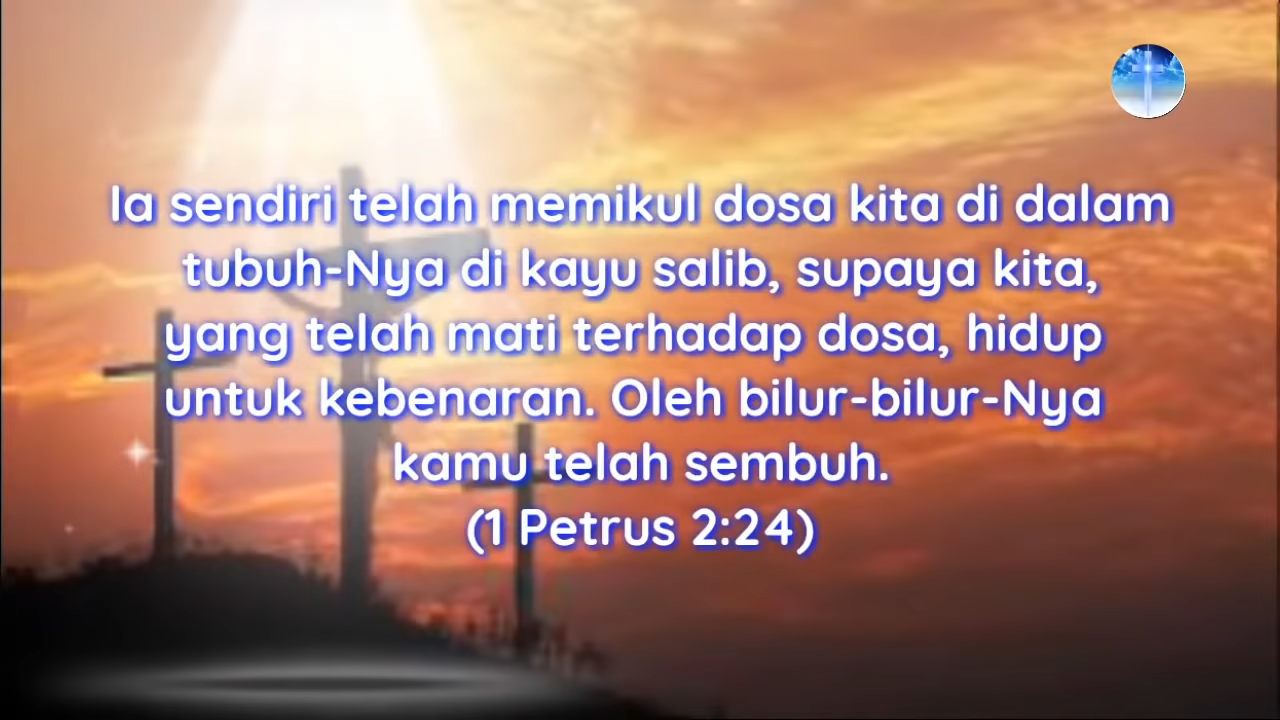 Ia sendiri telah memikul dosa kita di dalam
tubuh-Nya di kayu salib, supaya kita,
yang telah mati terhadap dosa, hidup
untuk kebenaran. Oleh bilur-bilur-Nya
kamu telah sembuh.
(1 Petrus 2:24)